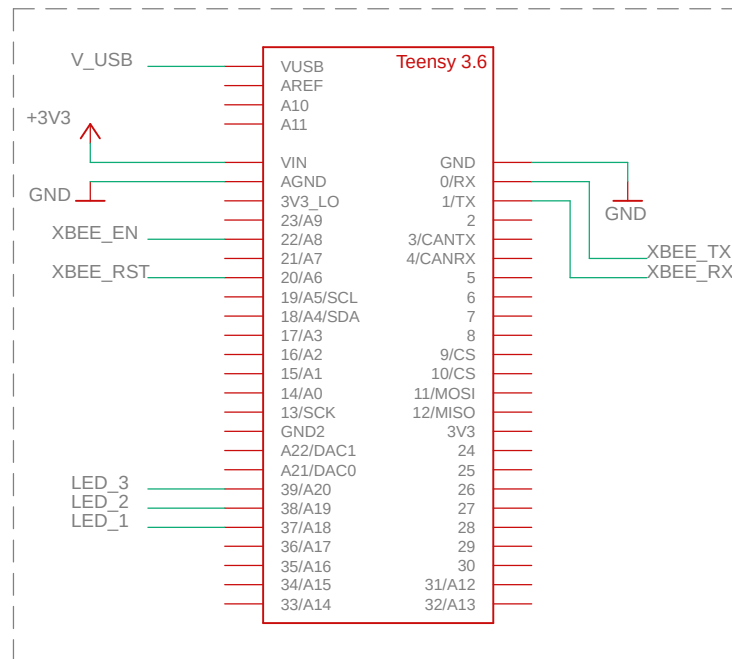 Teensy 3.6
V_USB
+3V3
GND
XBEE_EN
XBEE_RST
LED_3
LED_2
LED_1
VUSB
AREF
A10
A11
VIN
AGND
3V3_LO
23/A9
22/A8
21/A7
20/A6
19/A5/SCL
18/A4/SDA
17/A3
16/A2
15/A1
14/A0
13/SCK
GND2
A22/DAC1
A21/DAC0
39/A20
38/A19
37/A18
36/A17
35/A16
34/A15
33/A14
GND
0/RX
1/TX
2
3/CANTX
4/CANRX
5
6
7
8
9/CS
10/CS
11/MOSI
12/MISO
3V3
24
25
26
27
28
29
30
31/A12
32/A13
GND
XBEE_TX
XBEE_RX